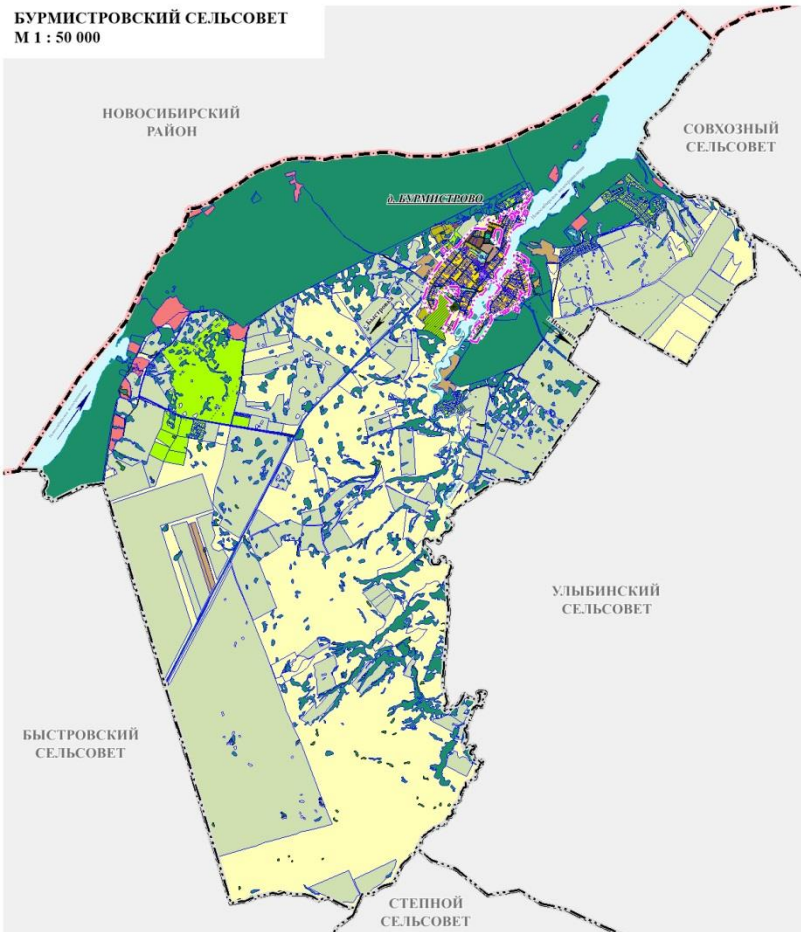 БУРМИСТРОВСКИЙ СЕЛЬСОВЕТ
М 1 : 50 000
НОВОСИБИРСКИЙ
РАЙОН
СОВХОЗНЫЙ
СЕЛЬСОВЕТ
д. БУРМИСТРОВО
УЛЫБИНСКИЙ
СЕЛЬСОВЕТ
БЫСТРОВСКИЙ
СЕЛЬСОВЕТ
СТЕПНОЙ
СЕЛЬСОВЕТ